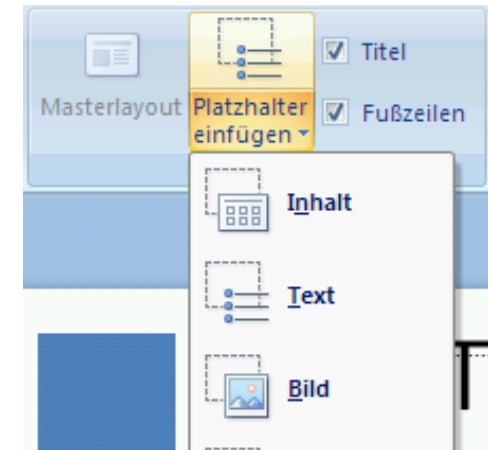 Masterlayout
Platzhalter
einfügen
Titel
Fußzeilen
Inhalt
Text
Bild
T